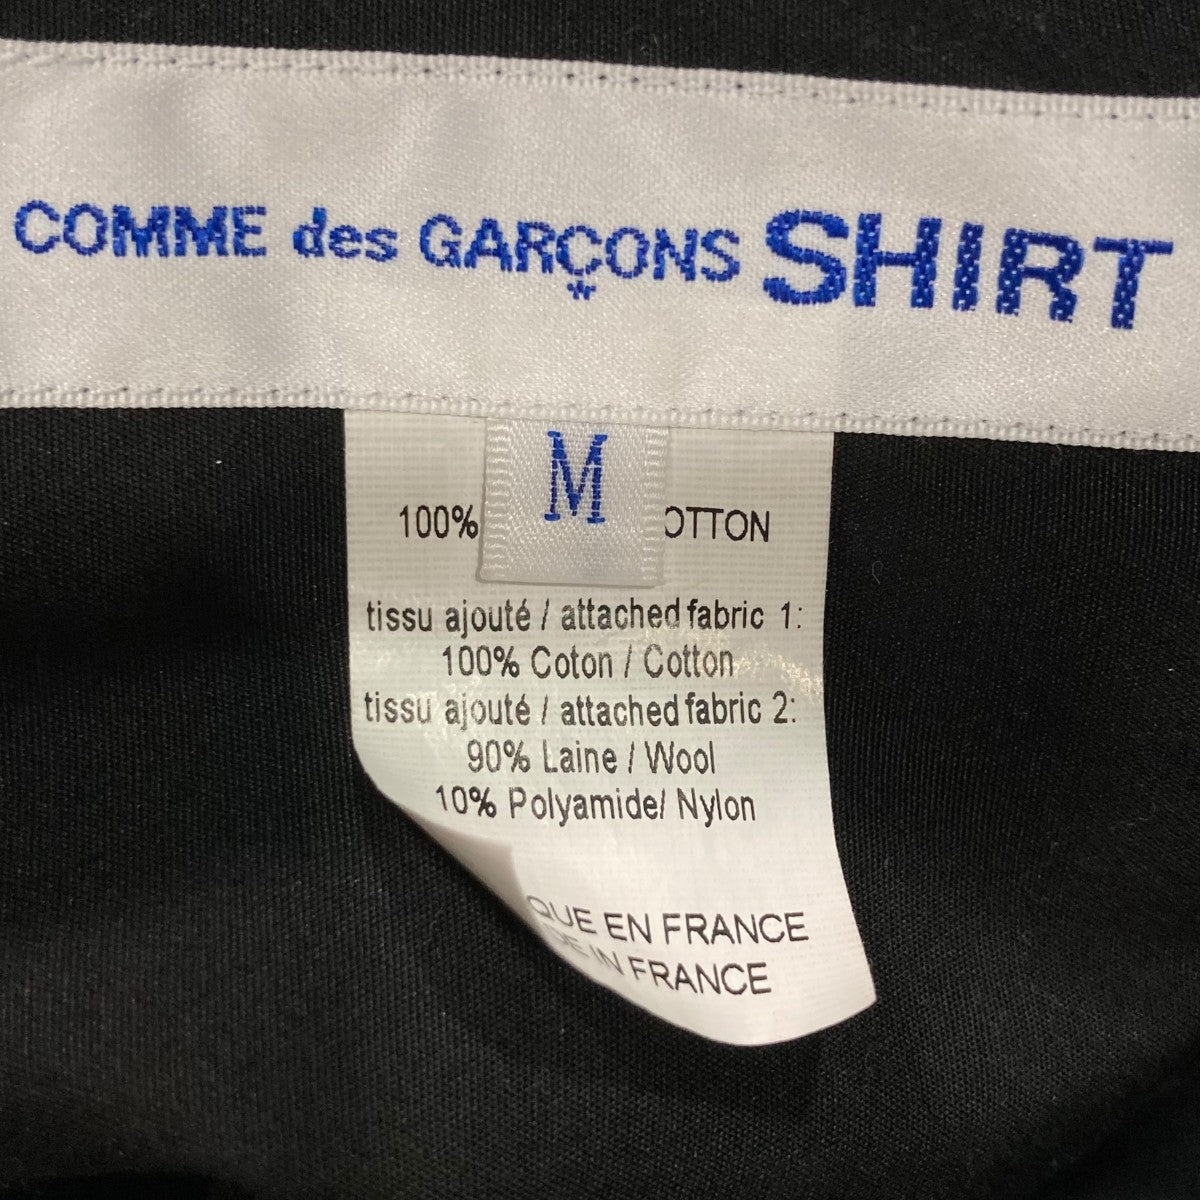 COMME des GARÇONS SHIRT
M
100% OTTON
tissu ajouté / attached fabric 1:
100% Coton / Cotton
tissu ajouté / attached fabric 2:
90% Laine / Wool
10% Polyamide/ Nylon
QUE EN FRANCE
DE IN FRANCE